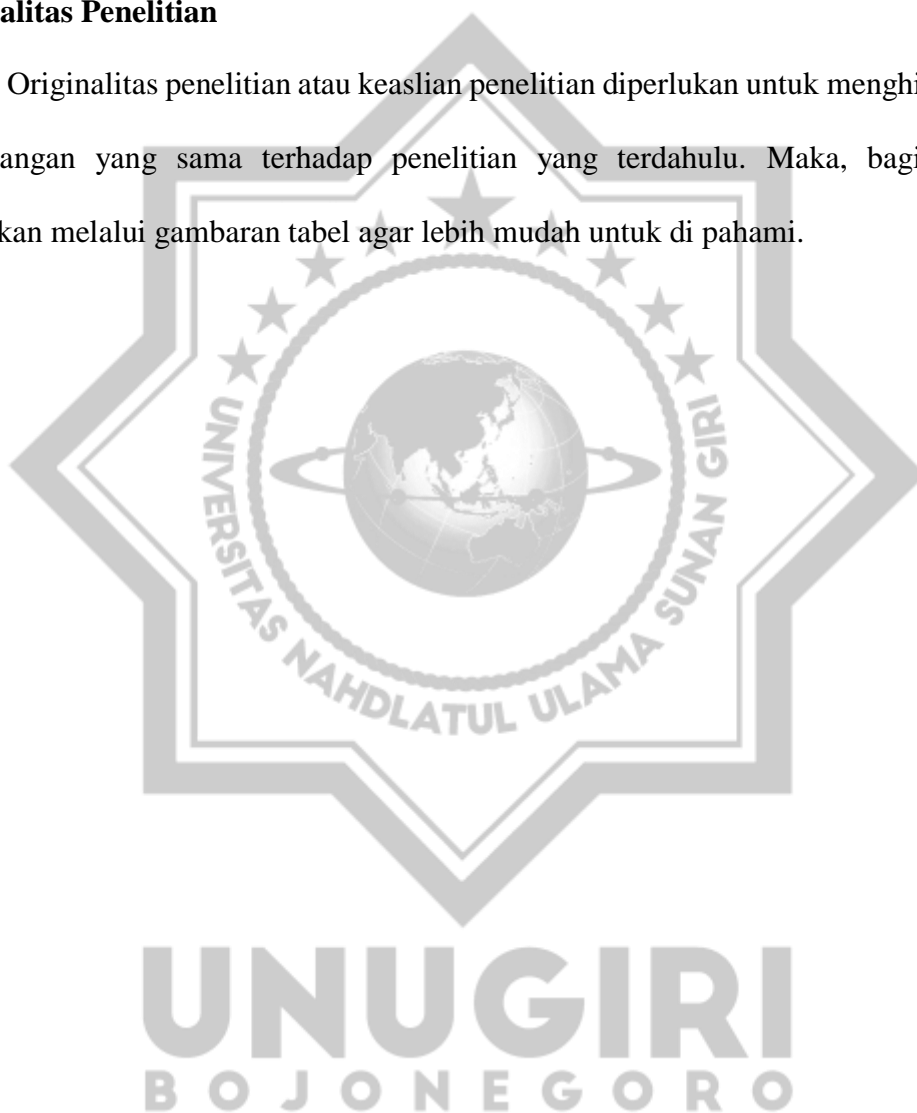 alitas Penelitian
Originalitas penelitian atau keaslian penelitian diperlukan untuk menghi
angan yang sama terhadap penelitian yang terdahulu. Maka, bagi
kan melalui gambaran tabel agar lebih mudah untuk di pahami.
UNIVERSITAS NAHDLATUL ULAMA SUNAN GIRI
UNUGIRI
BOJONEGORO